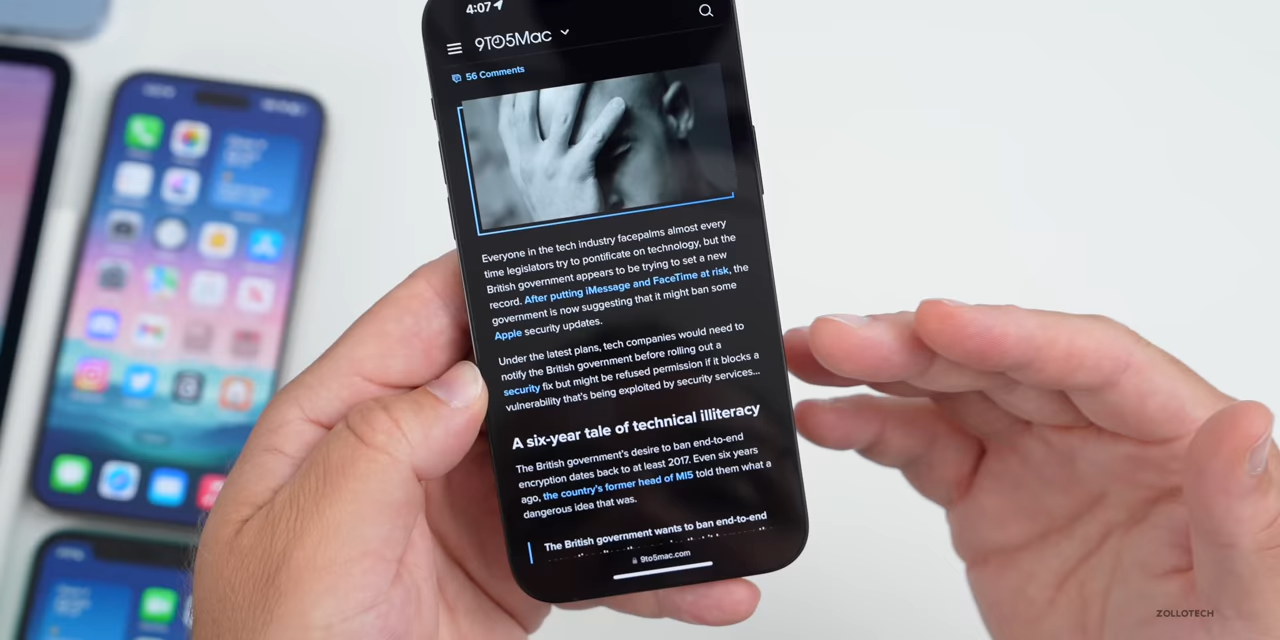 4:07
9TO5Mac
56 Comments
Everyone in the tech industry facepalms almost every
time legislators try to pontificate on technology, but the
British government appears to be trying to set a new
record. After putting iMessage and FaceTime at risk, the
government is now suggesting that it might ban some
Apple security updates.
Under the latest plans, tech companies would need to
notify the British government before rolling out a
security fix but might be refused permission if it blocks a
vulnerability that's being exploited by security services...
A six-year tale of technical illiteracy
The British government's desire to ban end-to-end
encryption dates back to at least 2017. Even six years
ago, the country's former head of MI5 told them what a
dangerous idea that was.
The British government wants to ban end-to-end
9to5mac.com
ZOLLOTECH